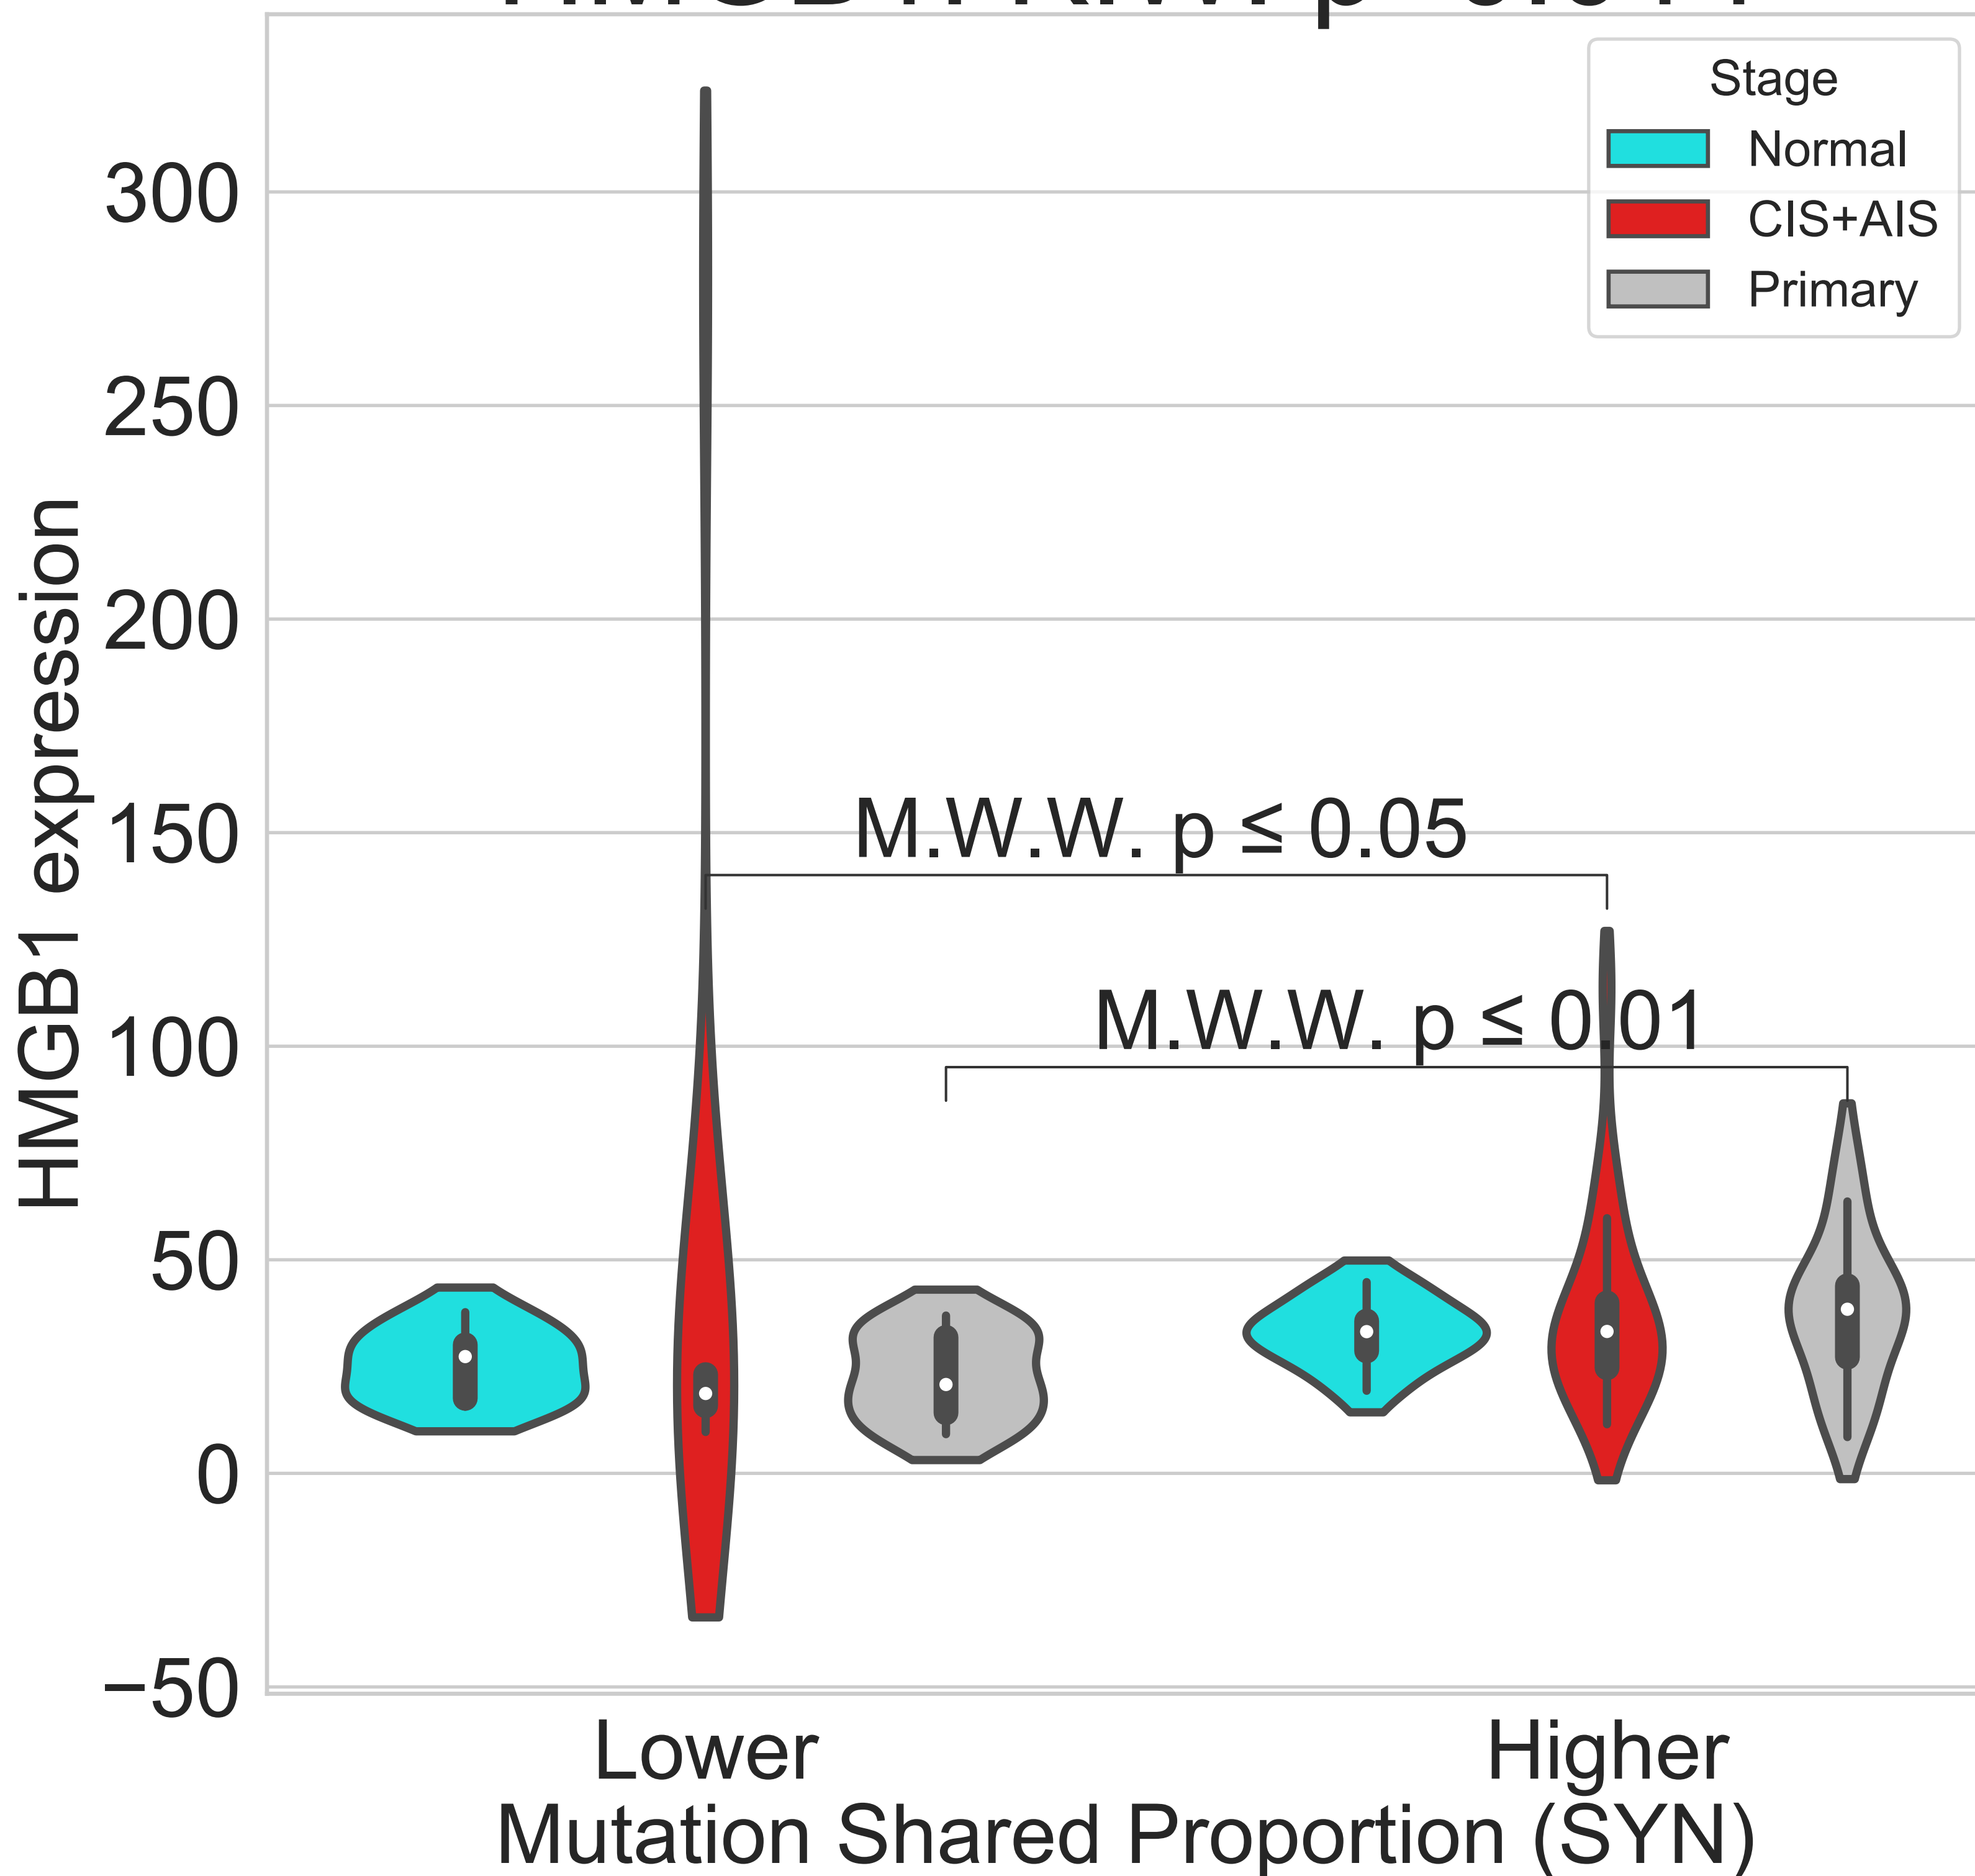 Stage
Normal
CIS+AIS
Primary
300
250
200
150
100
50
0
−50
HMGB1 expression
M.W.W. p ≤ 0.05
M.W.W. p ≤ 0.01
Lower
Higher
Mutation Shared Proportion (SYN)